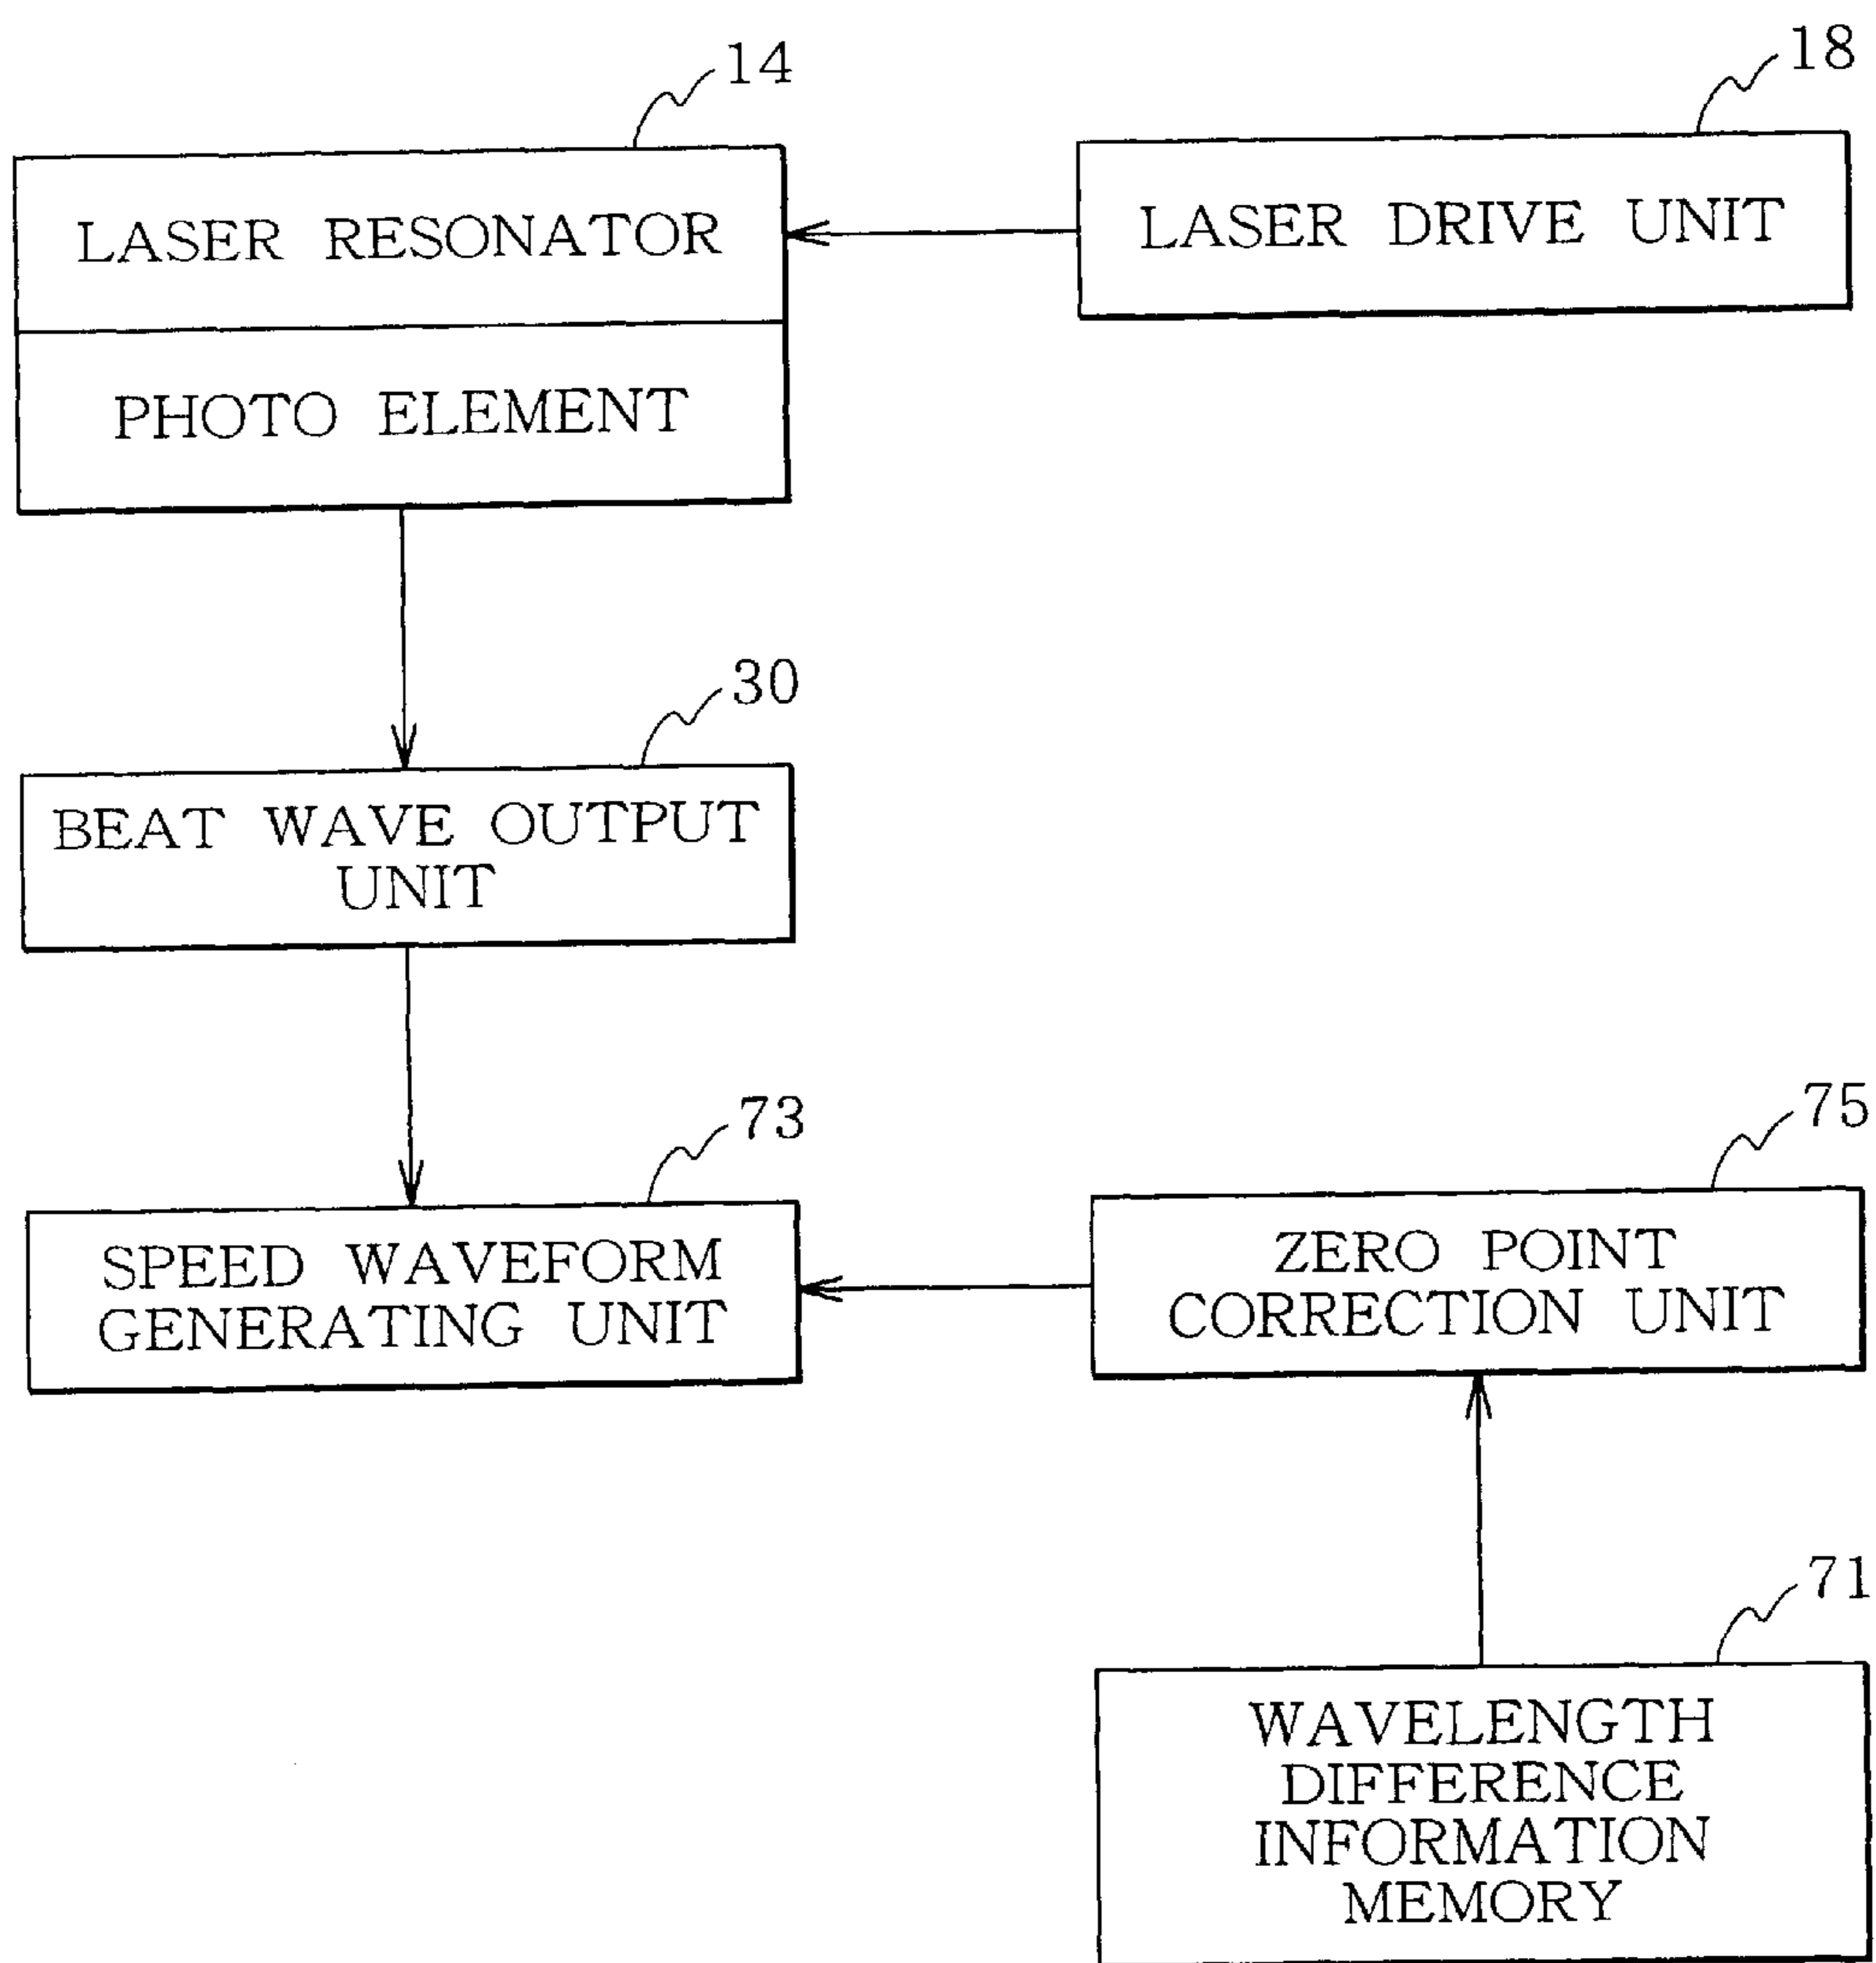 14
18
LASER RESONATOR
LASER DRIVE UNIT
PHOTO ELEMENT
30
BEAT WAVE OUTPUT
UNIT
73
75
SPEED WAVEFORM
GENERATING UNIT
ZERO POINT
CORRECTION UNIT
71
WAVELENGTH
DIFFERENCE
INFORMATION
MEMORY